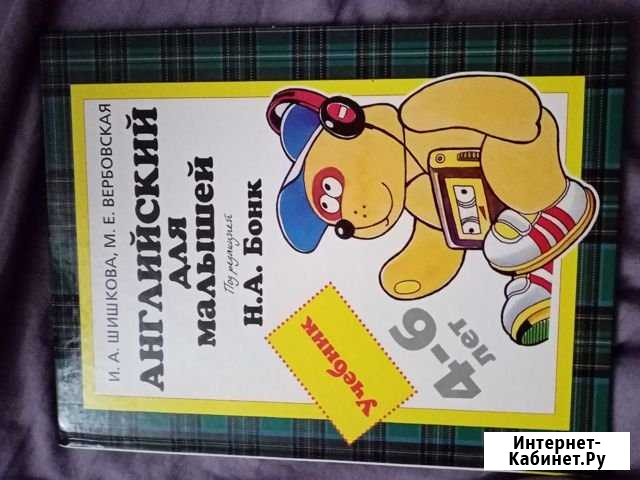 И. А. ШИШКОВА, М. Е. ВЕРБОВСКАЯ
АНГЛИЙСКИЙ
ДЛЯ
МАЛЫШЕЙ
Под редакцией
Н.А. Бонк
Учебник
4-6
лет
Интернет-
Кабинет.Ру